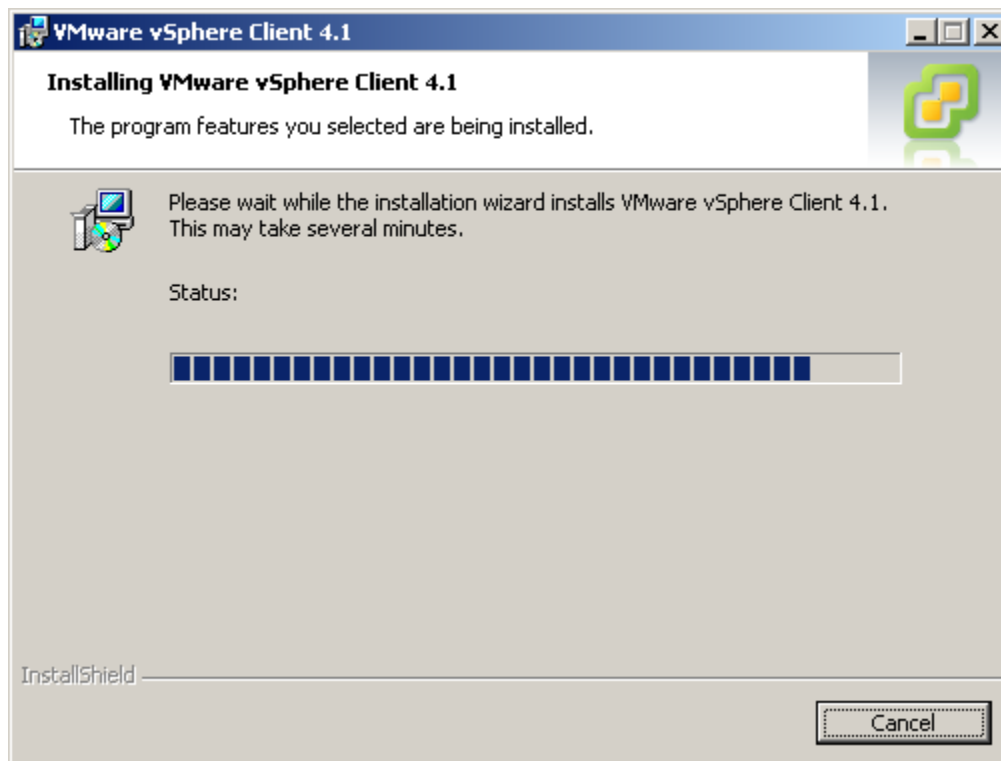 VMware vSphere Client 4.1
Installing VMware vSphere Client 4.1
The program features you selected are being installed.
Please wait while the installation wizard installs VMware vSphere Client 4.1.
This may take several minutes.
Status:
InstallShield
Cancel